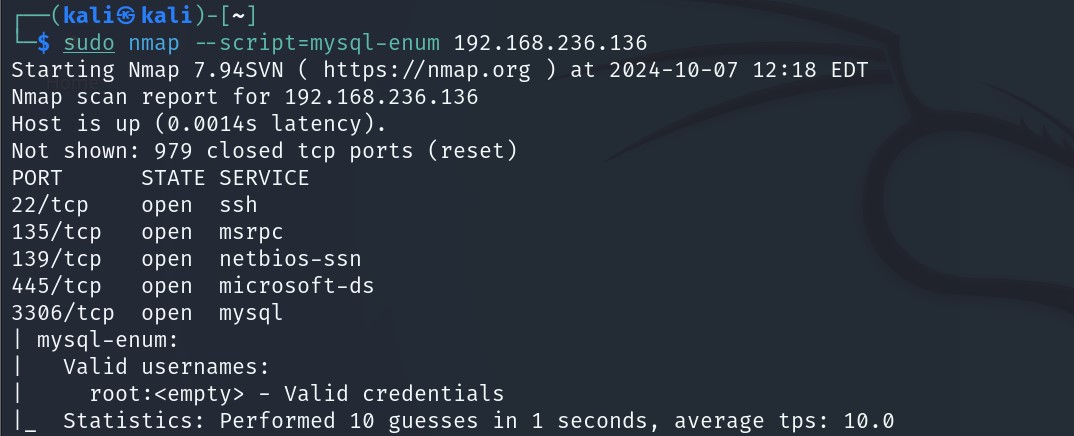 ┌──(kali㉿kali)-[~]
└─$ sudo nmap --script=mysql-enum 192.168.236.136
Starting Nmap 7.94SVN ( https://nmap.org ) at 2024-10-07 12:18 EDT
Nmap scan report for 192.168.236.136
Host is up (0.0014s latency).
Not shown: 979 closed tcp ports (reset)
PORT      STATE SERVICE
22/tcp    open  ssh
135/tcp   open  msrpc
139/tcp   open  netbios-ssn
445/tcp   open  microsoft-ds
3306/tcp  open  mysql
| mysql-enum:
|   Valid usernames:
|     root:<empty> - Valid credentials
|_  Statistics: Performed 10 guesses in 1 seconds, average tps: 10.0